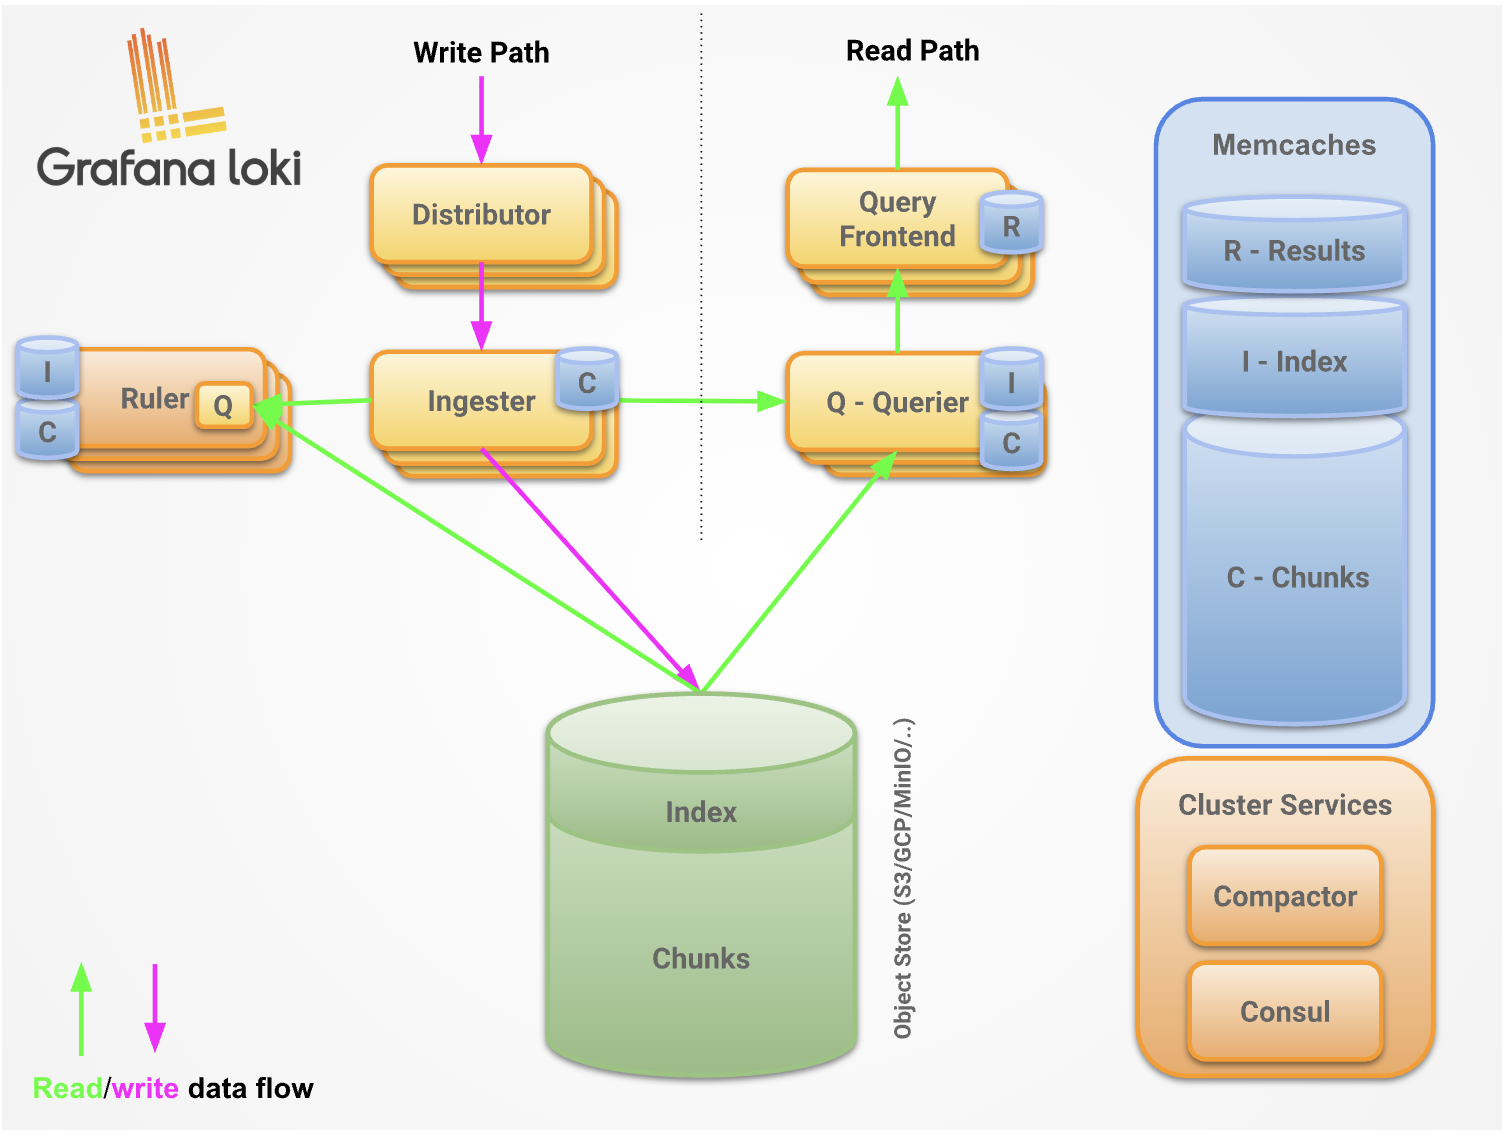 Grafana loki
Write Path
Read Path
Distributor
Query
Frontend
R
I
C
Ruler
Q
Ingester
C
Q - Querier
I
C
Index
Chunks
Object Store (S3/GCP/MinIO/..)
Memcaches
R - Results
I - Index
C - Chunks
Cluster Services
Compactor
Consul
Read/write data flow